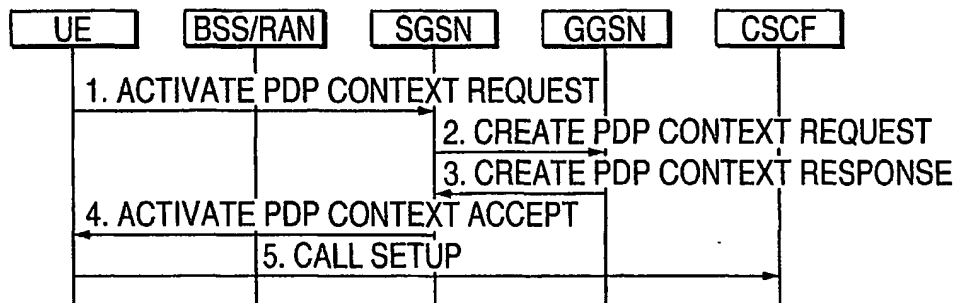 UE BSS/RAN SGSN GGSN CSCF
1. ACTIVATE PDP CONTEXT REQUEST
2. CREATE PDP CONTEXT REQUEST
3. CREATE PDP CONTEXT RESPONSE
4. ACTIVATE PDP CONTEXT ACCEPT
5. CALL SETUP